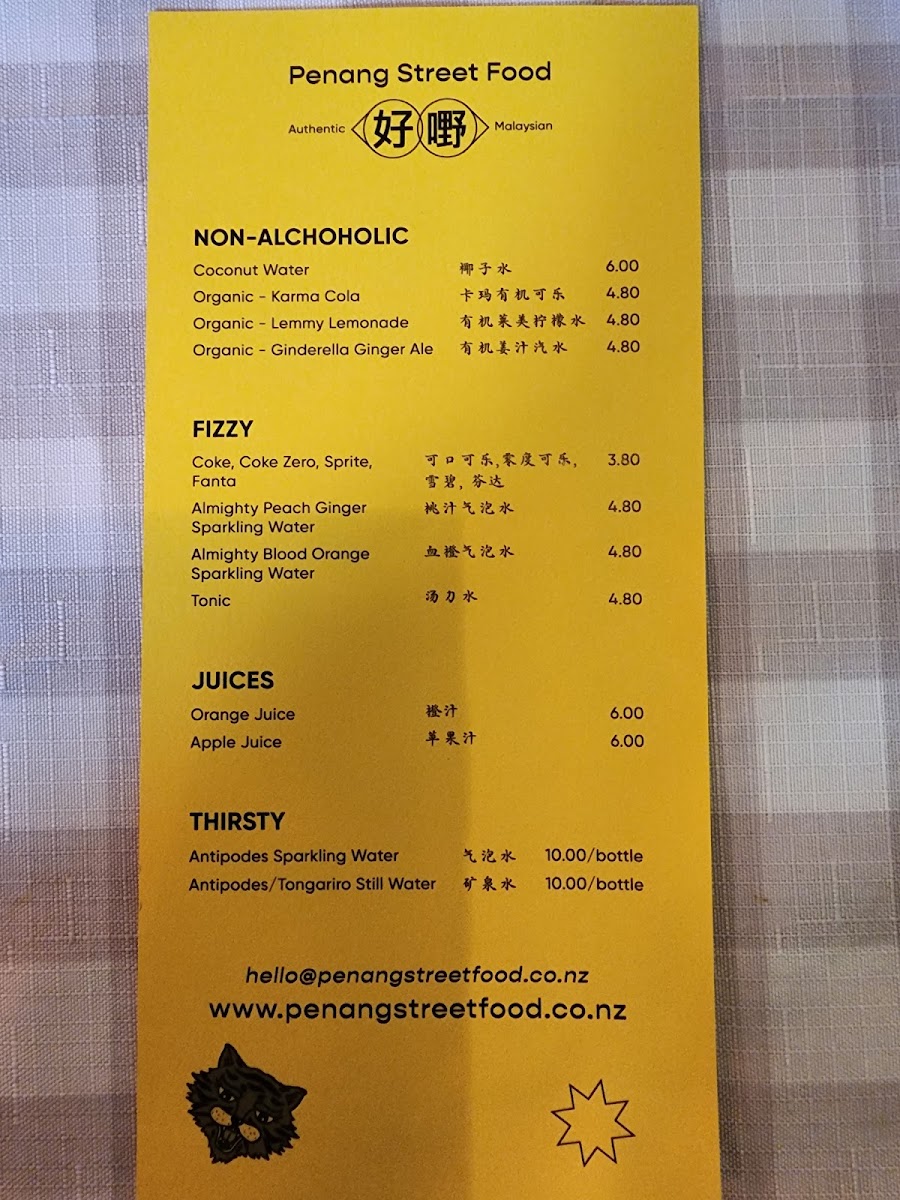 Penang Street Food
Authentic 好嘢 Malaysian
NON-ALCHOHOLIC
Coconut Water 椰子水 6.00
Organic - Karma Cola 卡玛有机可乐 4.80
Organic - Lemmy Lemonade 有机莱美柠檬水 4.80
Organic - Ginderella Ginger Ale 有机姜汁汽水 4.80
FIZZY
Coke, Coke Zero, Sprite, 可口可乐,零度可乐, 3.80
Fanta 雪碧, 芬达
Almighty Peach Ginger 桃汁气泡水 4.80
Sparkling Water
Almighty Blood Orange 血橙气泡水 4.80
Sparkling Water
Tonic 汤力水 4.80
JUICES
Orange Juice 橙汁 6.00
Apple Juice 苹果汁 6.00
THIRSTY
Antipodes Sparkling Water 气泡水 10.00/bottle
Antipodes/Tongariro Still Water 矿泉水 10.00/bottle
hello@penangstreetfood.co.nz
www.penangstreetfood.co.nz